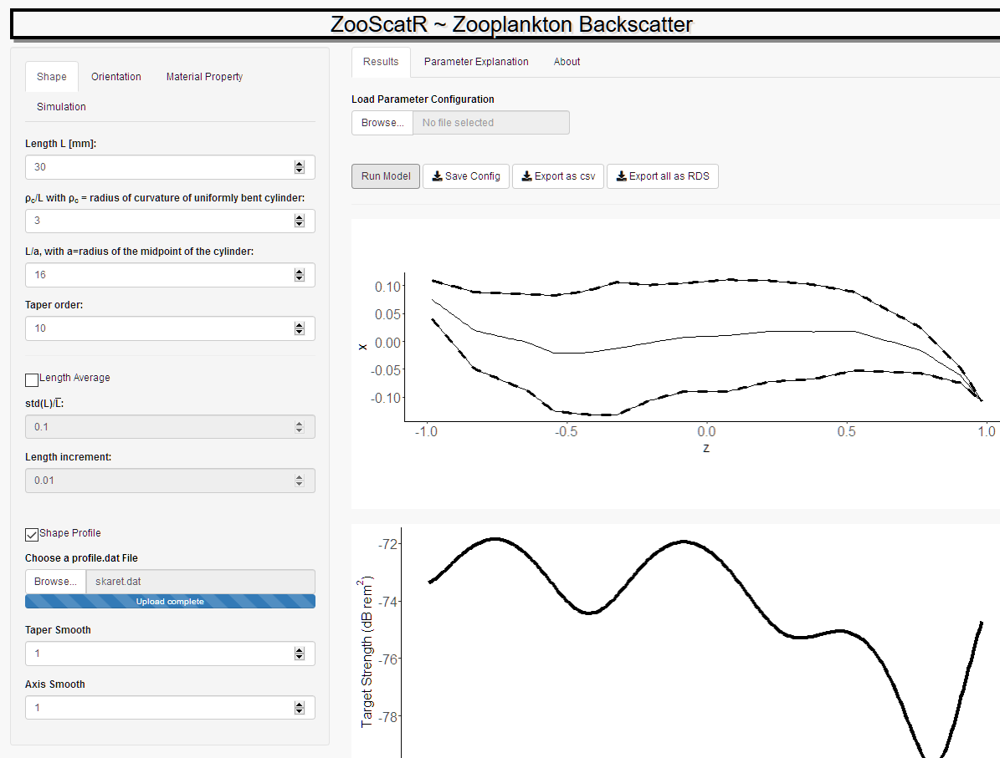 ZooScatR ~ Zooplankton Backscatter
Shape Orientation Material Property
Simulation
Length L [mm]:
30
ρc/L with ρc = radius of curvature of uniformly bent cylinder:
3
L/a, with a=radius of the midpoint of the cylinder:
16
Taper order:
10
Length Average
std(L)/L̅:
0.1
Length increment:
0.01
Shape Profile
Choose a profile.dat File
Browse... skaret.dat
Upload complete
Taper Smooth
1
Axis Smooth
1
Results Parameter Explanation About
Load Parameter Configuration
Browse... No file selected
Run Model Save Config Export as csv Export all as RDS
x
0.10
0.05
0.00
-0.05
-0.10
-1.0 -0.5 0.0 0.5 1.0
z
Target Strength (dB rem²)
-72
-74
-76
-78